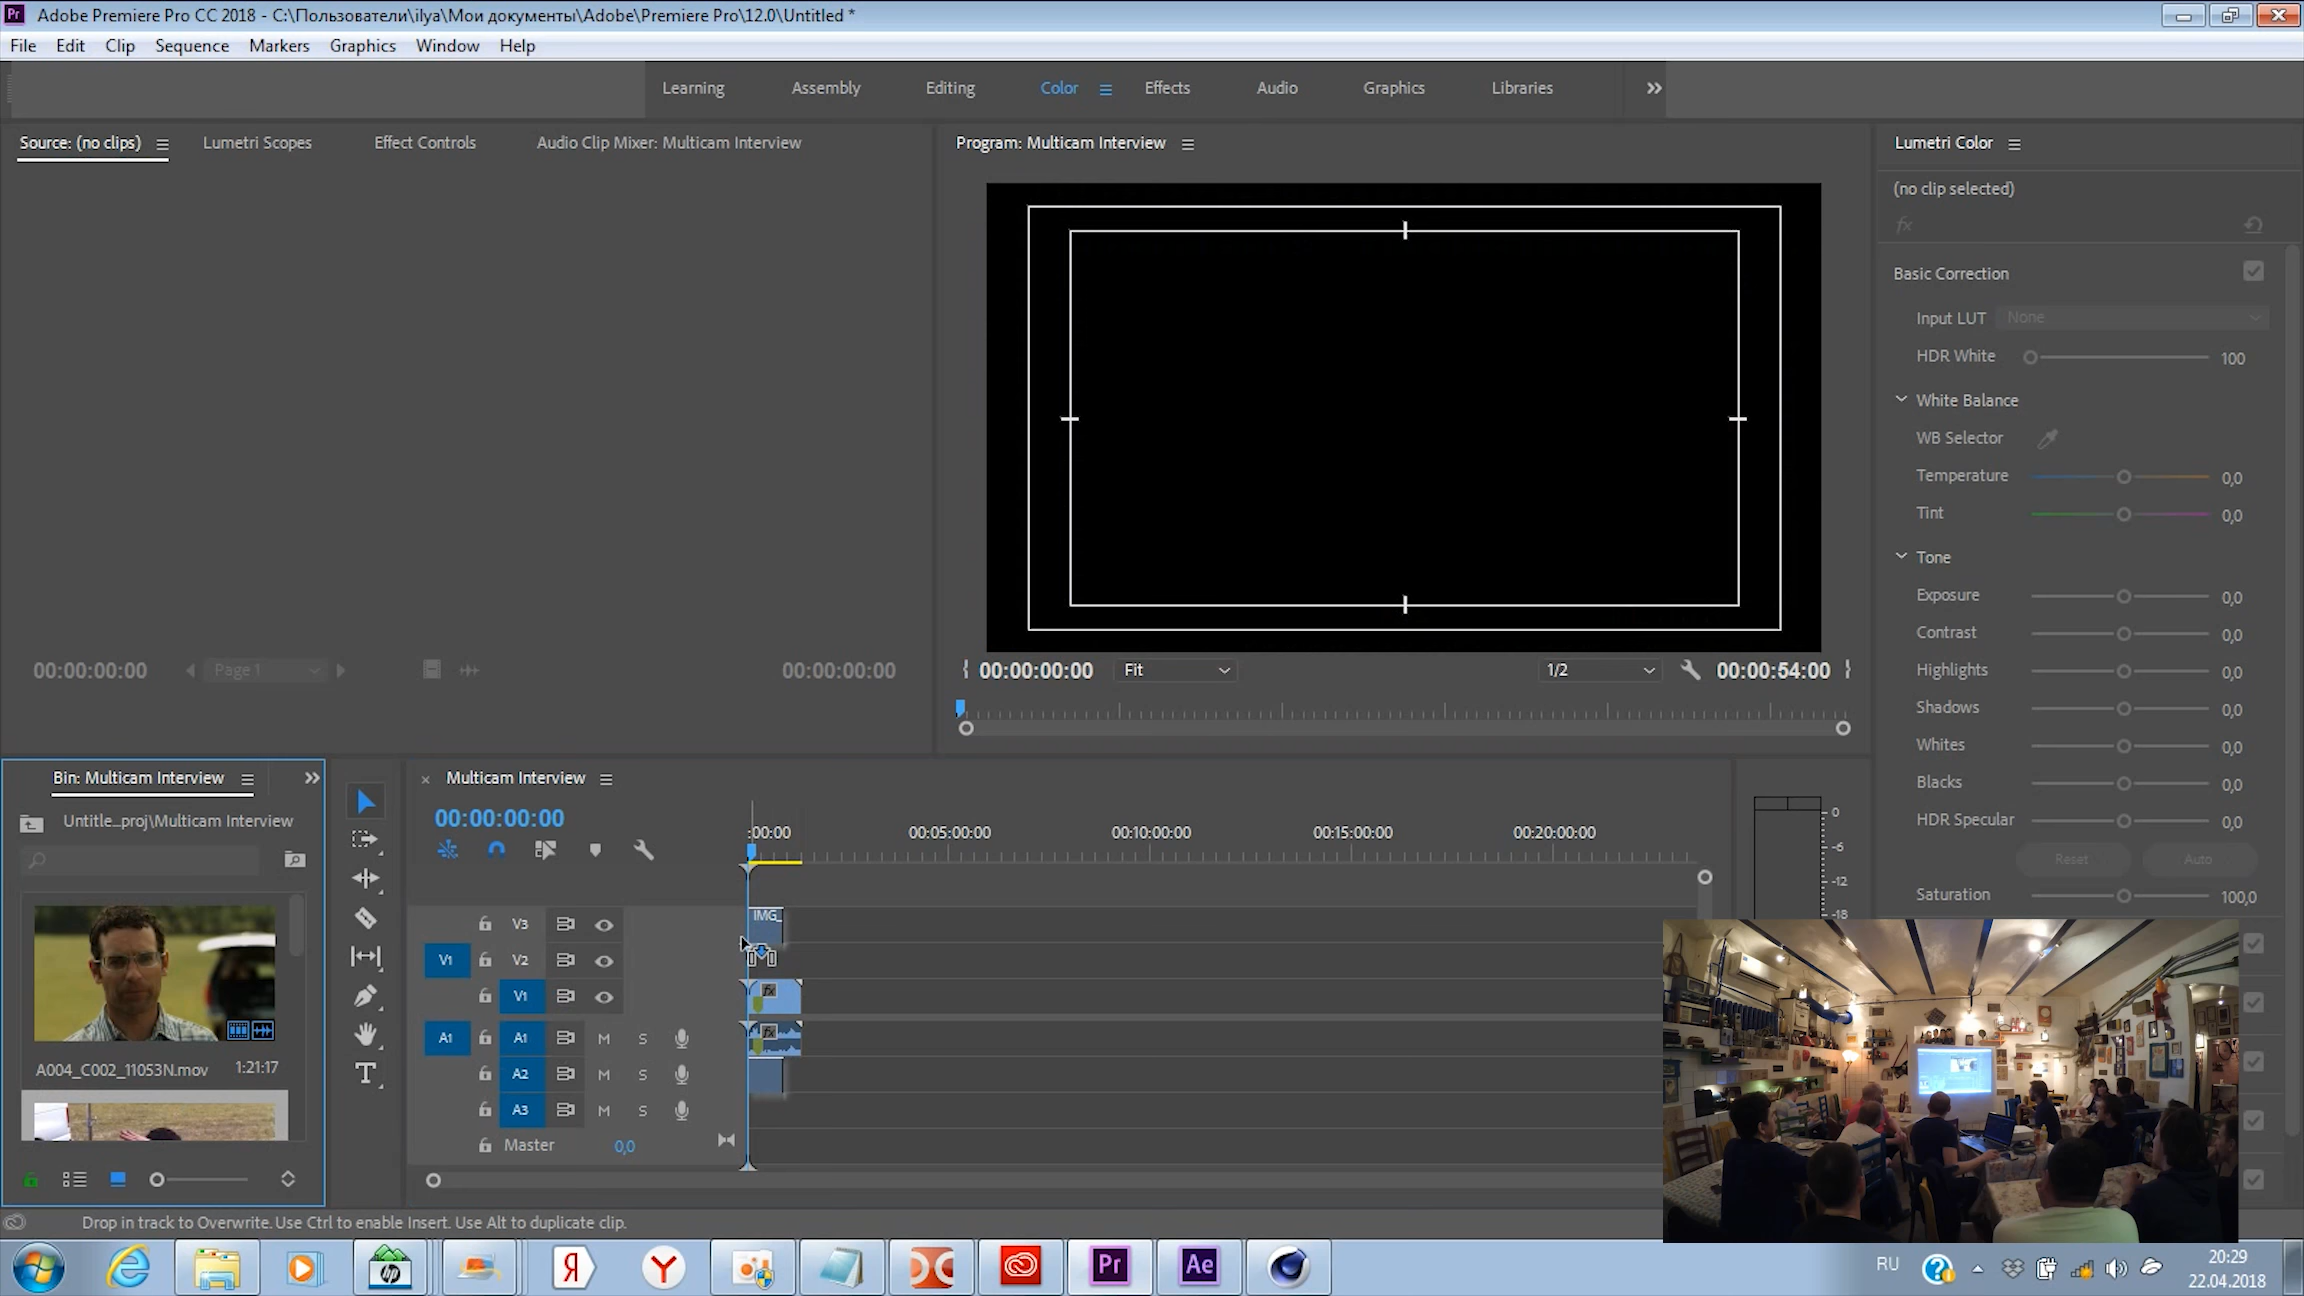 Adobe Premiere Pro CC 2018 - C:\Пользователи\ilya\Мои документы\Adobe\Premiere Pro\12.0\Untitled *
File Edit Clip Sequence Markers Graphics Window Help
Learning Assembly Editing Color Effects Audio Graphics Libraries
Source: (no clips) Lumetri Scopes Effect Controls Audio Clip Mixer: Multicam Interview
Program: Multicam Interview
Lumetri Color
(no clip selected)
fx
Basic Correction
Input LUT None
HDR White 100
White Balance
WB Selector
Temperature 0,0
Tint 0,0
Tone
Exposure 0,0
Contrast 0,0
Highlights 0,0
Shadows 0,0
Whites 0,0
Blacks 0,0
HDR Specular 0,0
Reset Auto
Saturation 100,0
00:00:00:00 Page 1 00:00:00:00
00:00:00:00 Fit 1/2 00:00:54:00
Bin: Multicam Interview
Untitle_proj\Multicam Interview
A004_C002_11053N.mov 1:21:17
Multicam Interview
00:00:00:00
:00:00 00:05:00:00 00:10:00:00 00:15:00:00 00:20:00:00
V3 IMG_
V1 V2
V1 fx
A1 A1 M S fx
A2 M S
A3 M S
Master 0,0
0
-6
-12
-18
Drop in track to Overwrite. Use Ctrl to enable Insert. Use Alt to duplicate clip.
hp Я Y Pr Ae
RU
20:29
22.04.2018